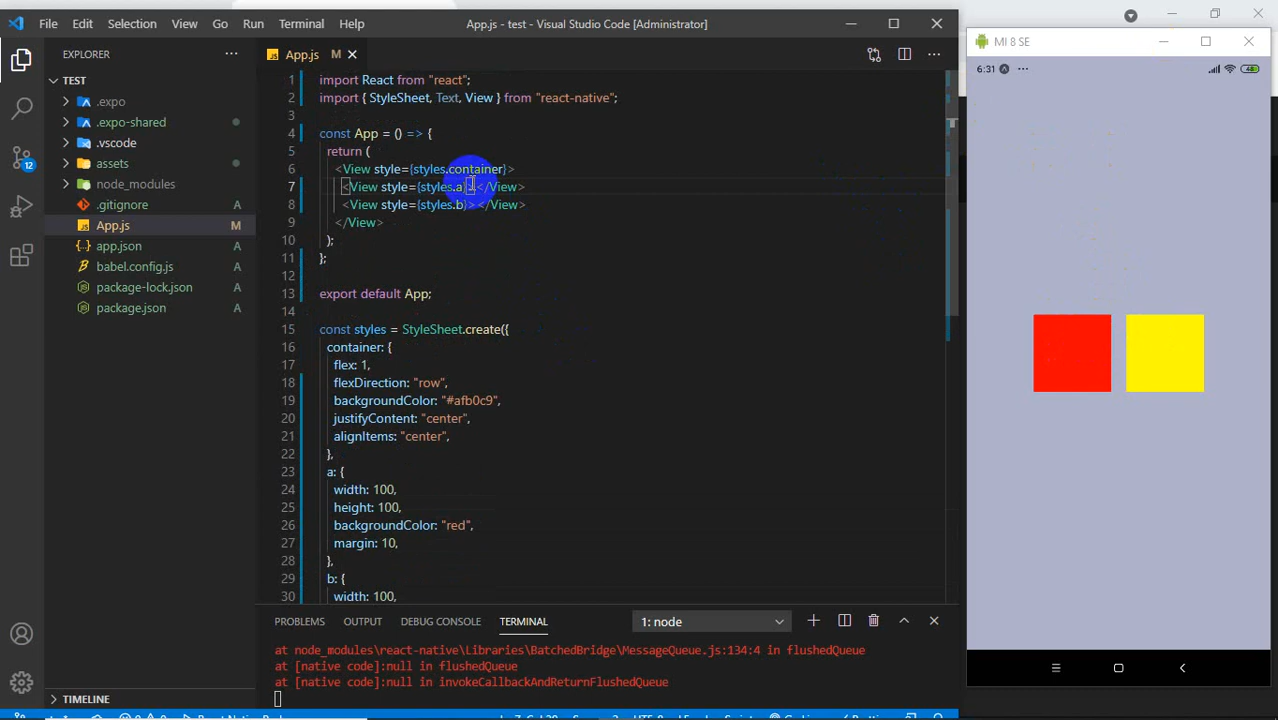 File Edit Selection View Go Run Terminal Help App.js - test - Visual Studio Code [Administrator]
EXPLORER
TEST
.expo
.expo-shared
.vscode
assets
node_modules
.gitignore A
App.js M
app.json A
babel.config.js A
package-lock.json A
package.json A
TIMELINE
12
App.js M
1 import React from "react";
2 import { StyleSheet, Text, View } from "react-native";
3
4 const App = () => {
5 return (
6 <View style={styles.container}>
7 <View style={styles.a}></View>
8 <View style={styles.b}></View>
9 </View>
10 );
11 };
12
13 export default App;
14
15 const styles = StyleSheet.create({
16 container: {
17 flex: 1,
18 flexDirection: "row",
19 backgroundColor: "#afb0c9",
20 justifyContent: "center",
21 alignItems: "center",
22 },
23 a: {
24 width: 100,
25 height: 100,
26 backgroundColor: "red",
27 margin: 10,
28 },
29 b: {
30 width: 100,
PROBLEMS OUTPUT DEBUG CONSOLE TERMINAL 1: node
at node_modules\react-native\Libraries\BatchedBridge\MessageQueue.js:134:4 in flushedQueue
at [native code]:null in flushedQueue
at [native code]:null in invokeCallbackAndReturnFlushedQueue
MI 8 SE
6:31